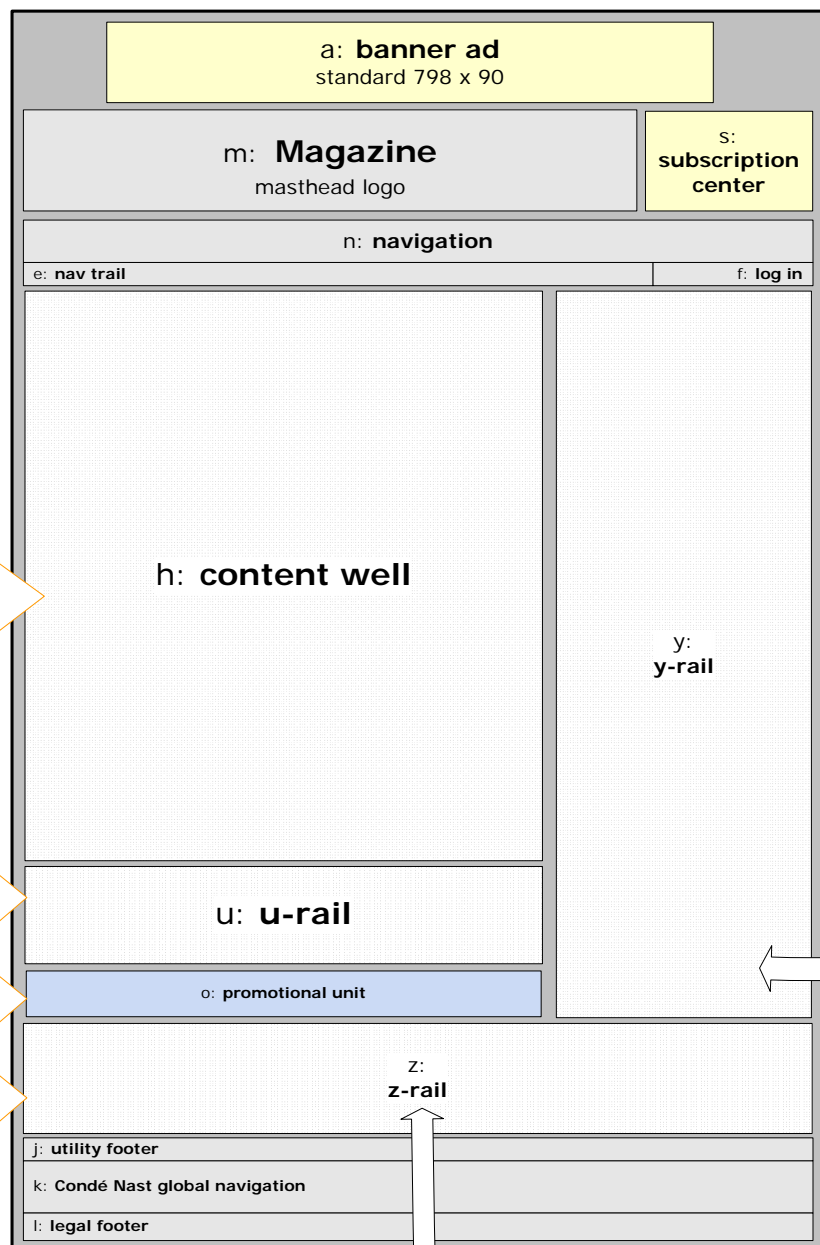 a: banner ad
standard 798 x 90
m: Magazine
masthead logo
s:
subscription
center
n: navigation
e: nav trail
f: log in
h: content well
y:
y-rail
u: u-rail
o: promotional unit
z:
z-rail
j: utility footer
k: Condé Nast global navigation
l: legal footer